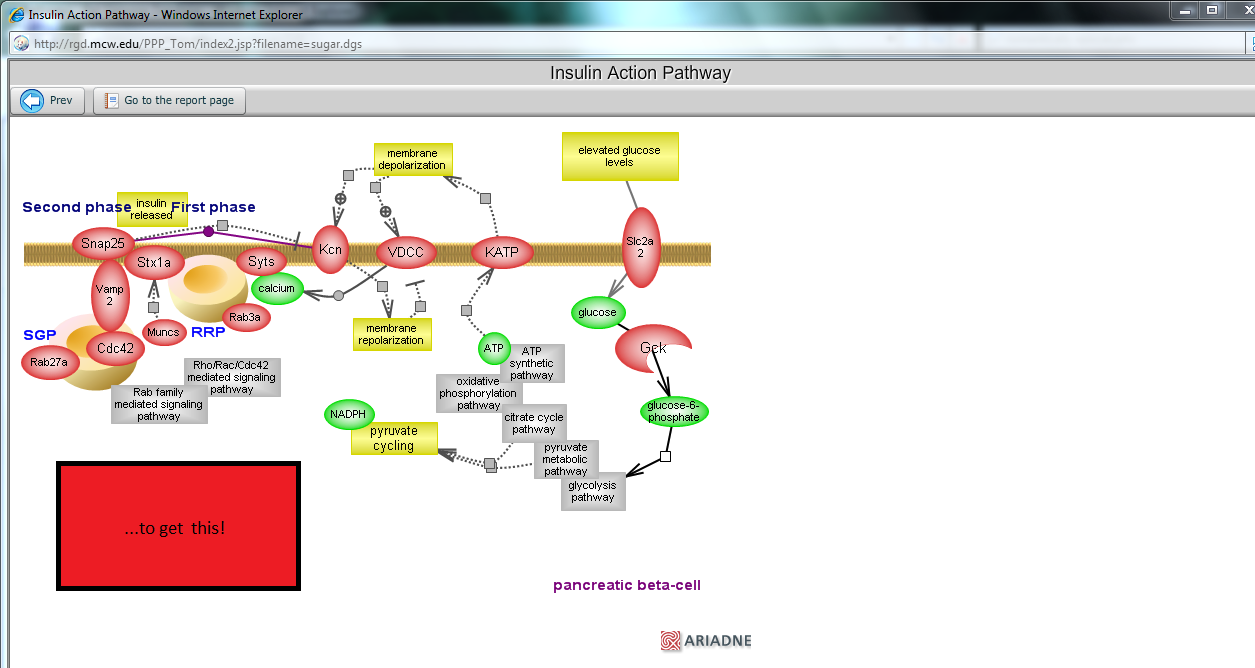 Insulin Action Pathway - Windows Internet Explorer
http://rgd.mcw.edu/PPP_Tom/index2.jsp?filename=sugar.dgs
Insulin Action Pathway
Prev
Go to the report page
membrane
depolarization
elevated glucose
levels
Second phase
insulin
released
First phase
Snap25
Stx1a
Syts
Kcn
VDCC
KATP
Slc2a
2
Vamp
2
calcium
glucose
Rab3a
Muncs
SGP
RRP
membrane
repolarization
Cdc42
Rab27a
Gck
ATP
ATP
synthetic
pathway
Rho/Rac/Cdc42
mediated signaling
pathway
Rab family
mediated signaling
pathway
oxidative
phosphorylation
pathway
NADPH
pyruvate
cycling
citrate cycle
pathway
glucose-6-
phosphate
pyruvate
metabolic
pathway
glycolysis
pathway
...to get this!
pancreatic beta-cell
ARIADNE